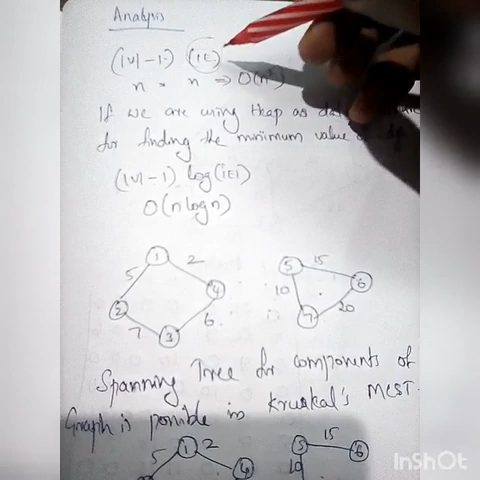 Analysis
(|V|-1) (|E|)
n × n ⇒ O(n²)
If we are using Heap as
for finding the minimum value
(|V|-1) log(|E|)
O(n log n)
1
5
2
4
2
7
6
3
5
15
6
10
20
7
Spanning Tree for components of
Graph is possible in Kruskal's MCST.
1
2
5
4
5
15
6
10
InShOt